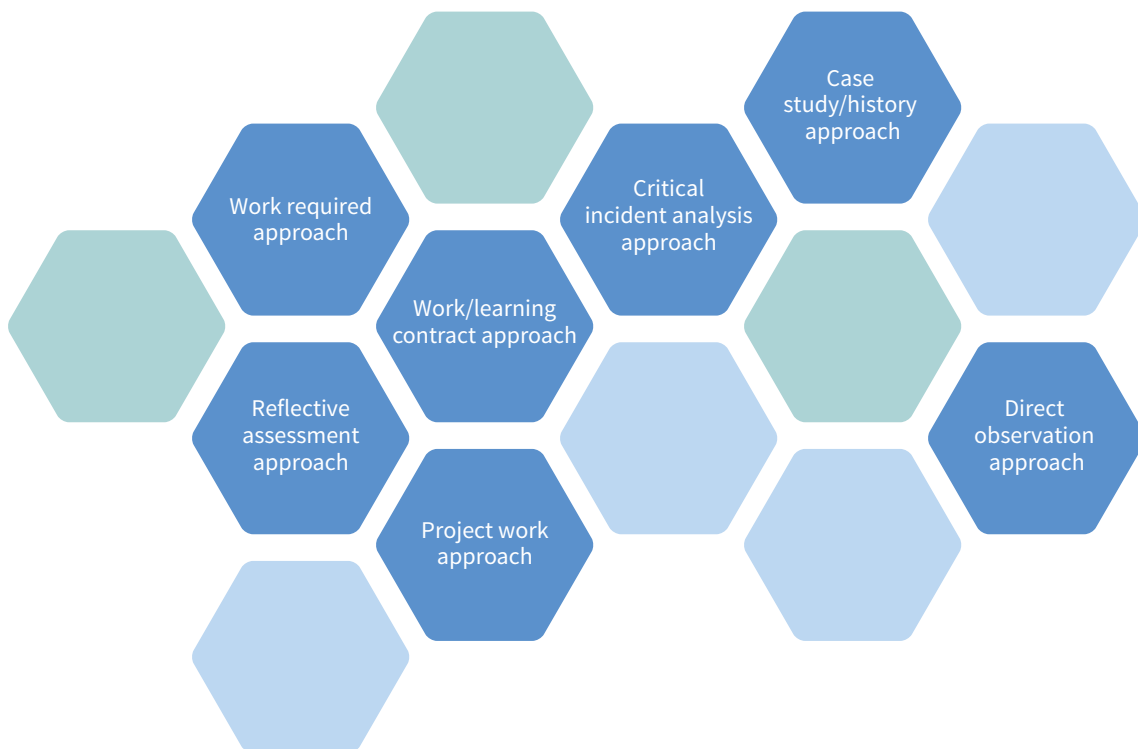 Case
study/history
approach
Work required
approach
Critical
incident analysis
approach
Work/learning
contract approach
Reflective
assessment
approach
Direct
observation
approach
Project work
approach